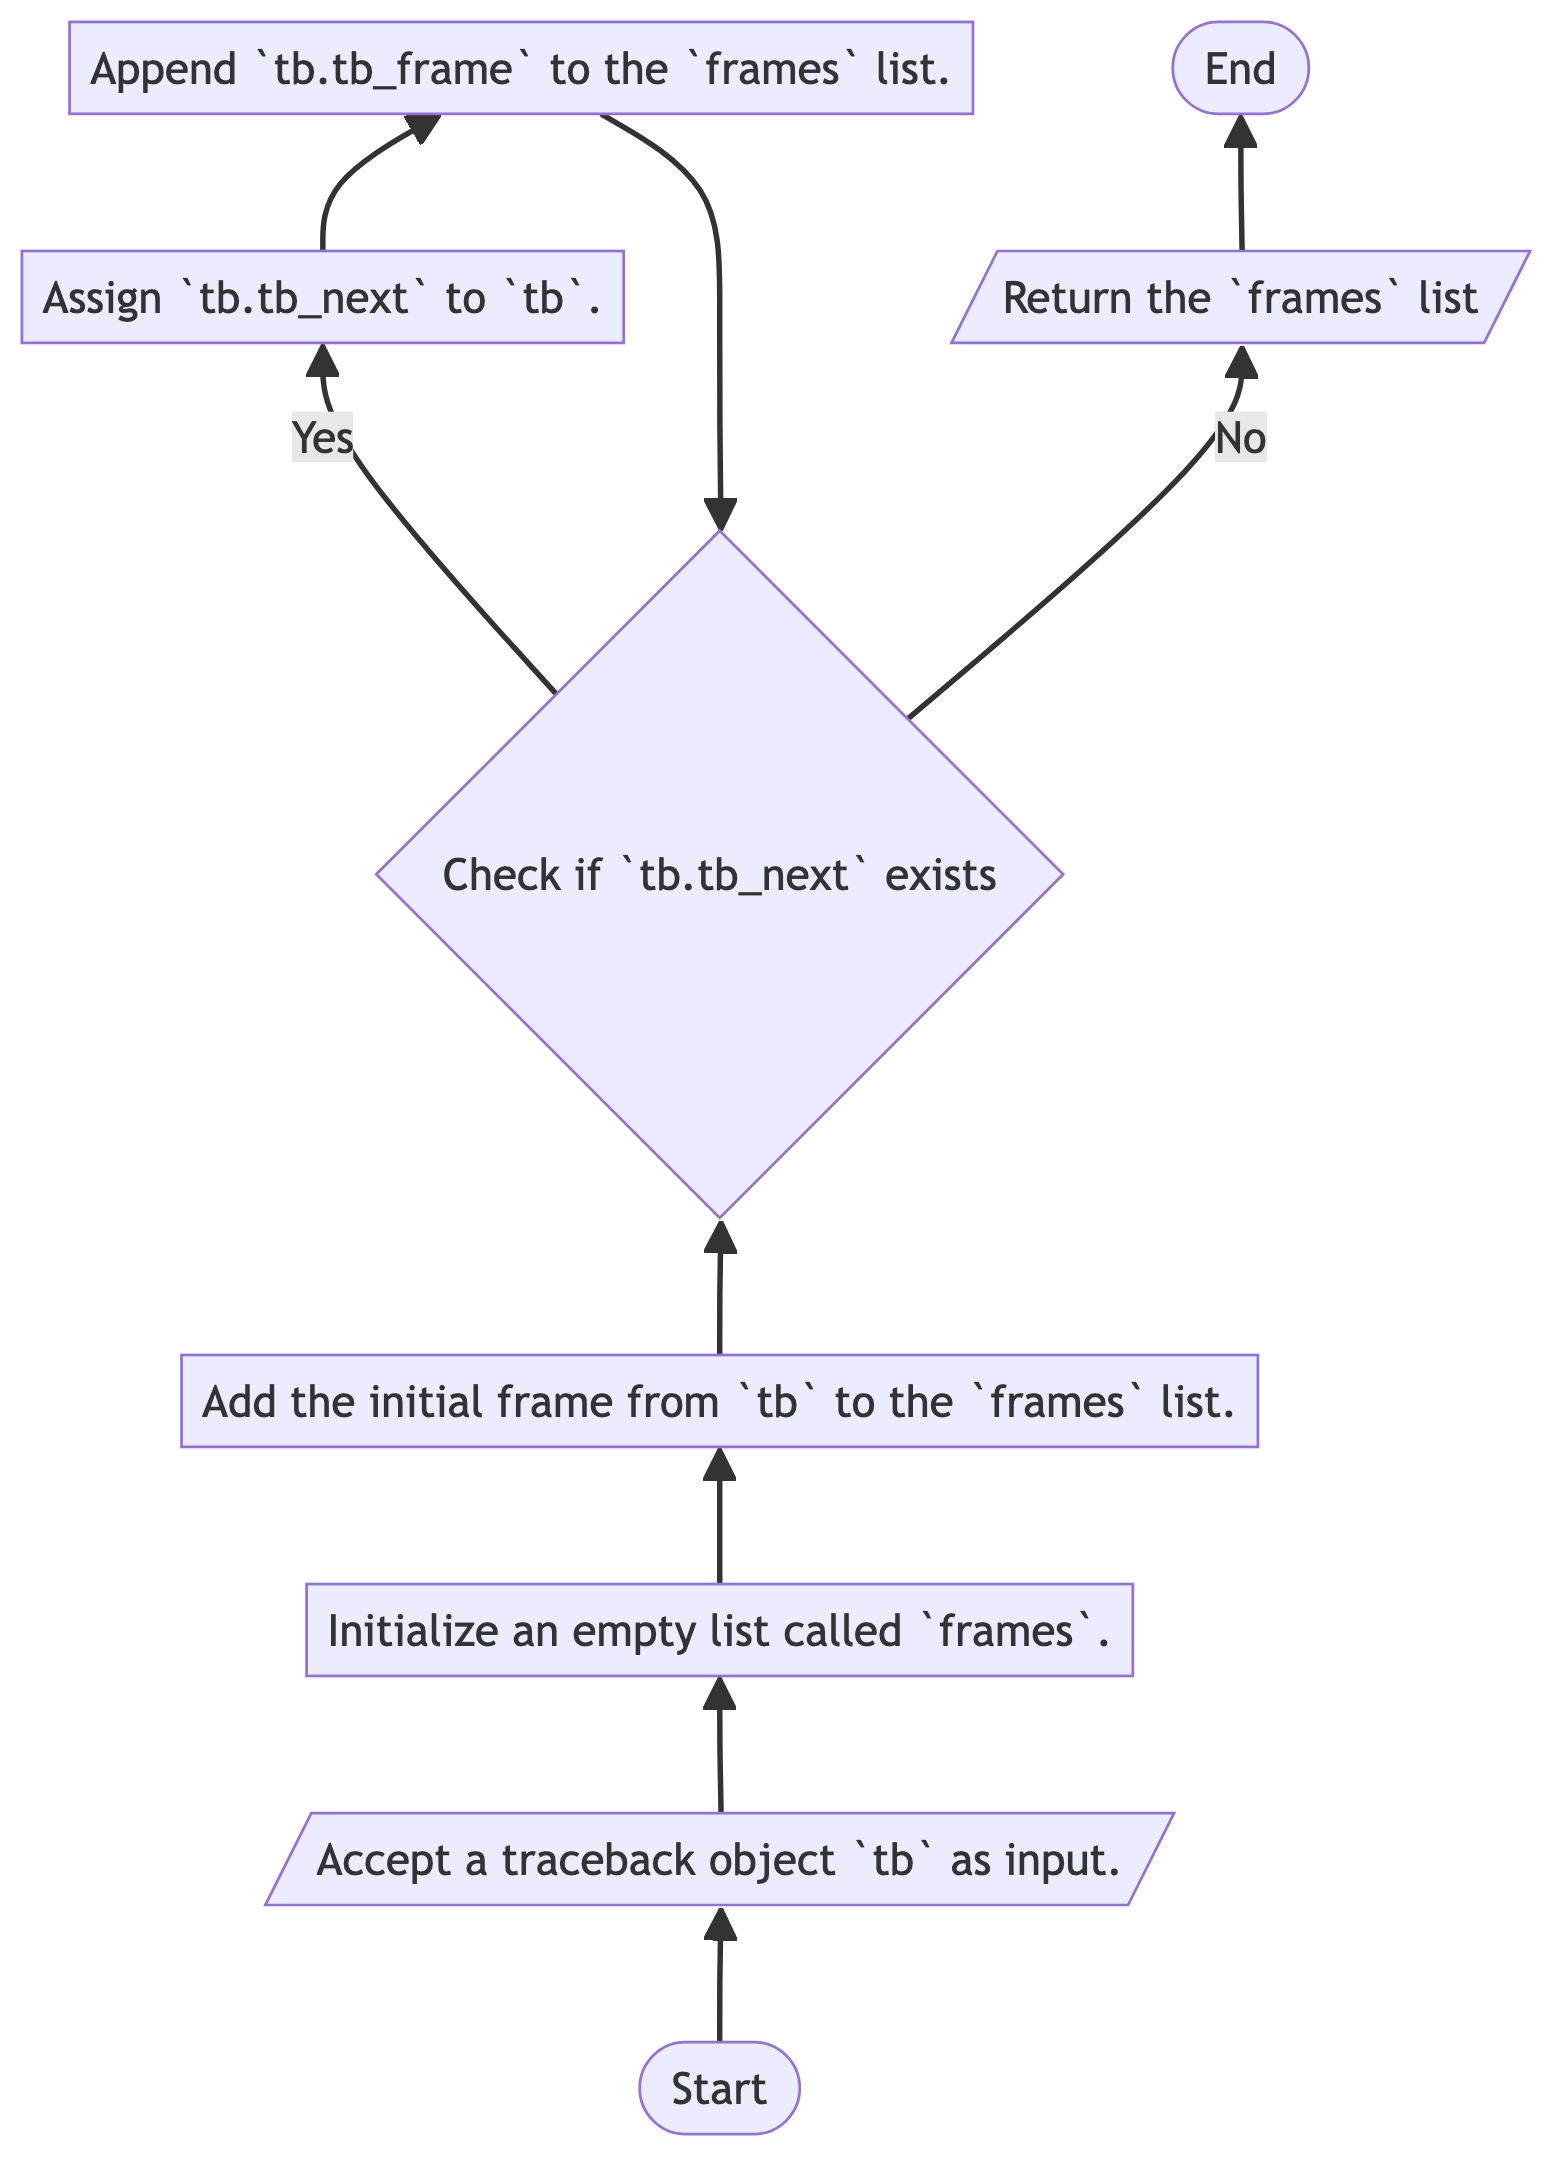 Append `tb.tb_frame` to the `frames` list.
End
Assign `tb.tb_next` to `tb`.
Return the `frames` list
Yes
No
Check if `tb.tb_next` exists
Add the initial frame from `tb` to the `frames` list.
Initialize an empty list called `frames`.
Accept a traceback object `tb` as input.
Start